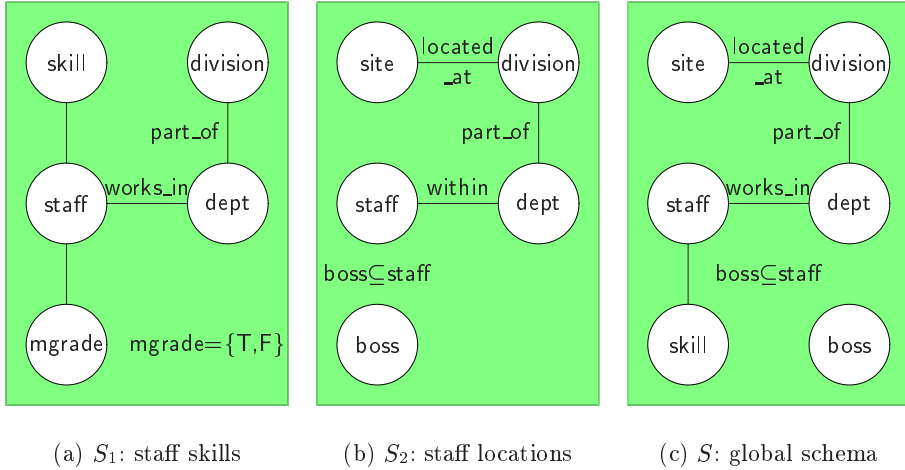 skill
division
part_of
staff
works_in
dept
mgrade
mgrade={T,F}
(a) S1: staff skills
site
located
_at
division
part_of
staff
within
dept
boss⊆staff
boss
(b) S2: staff locations
site
located
_at
division
part_of
staff
works_in
dept
boss⊆staff
skill
boss
(c) S: global schema